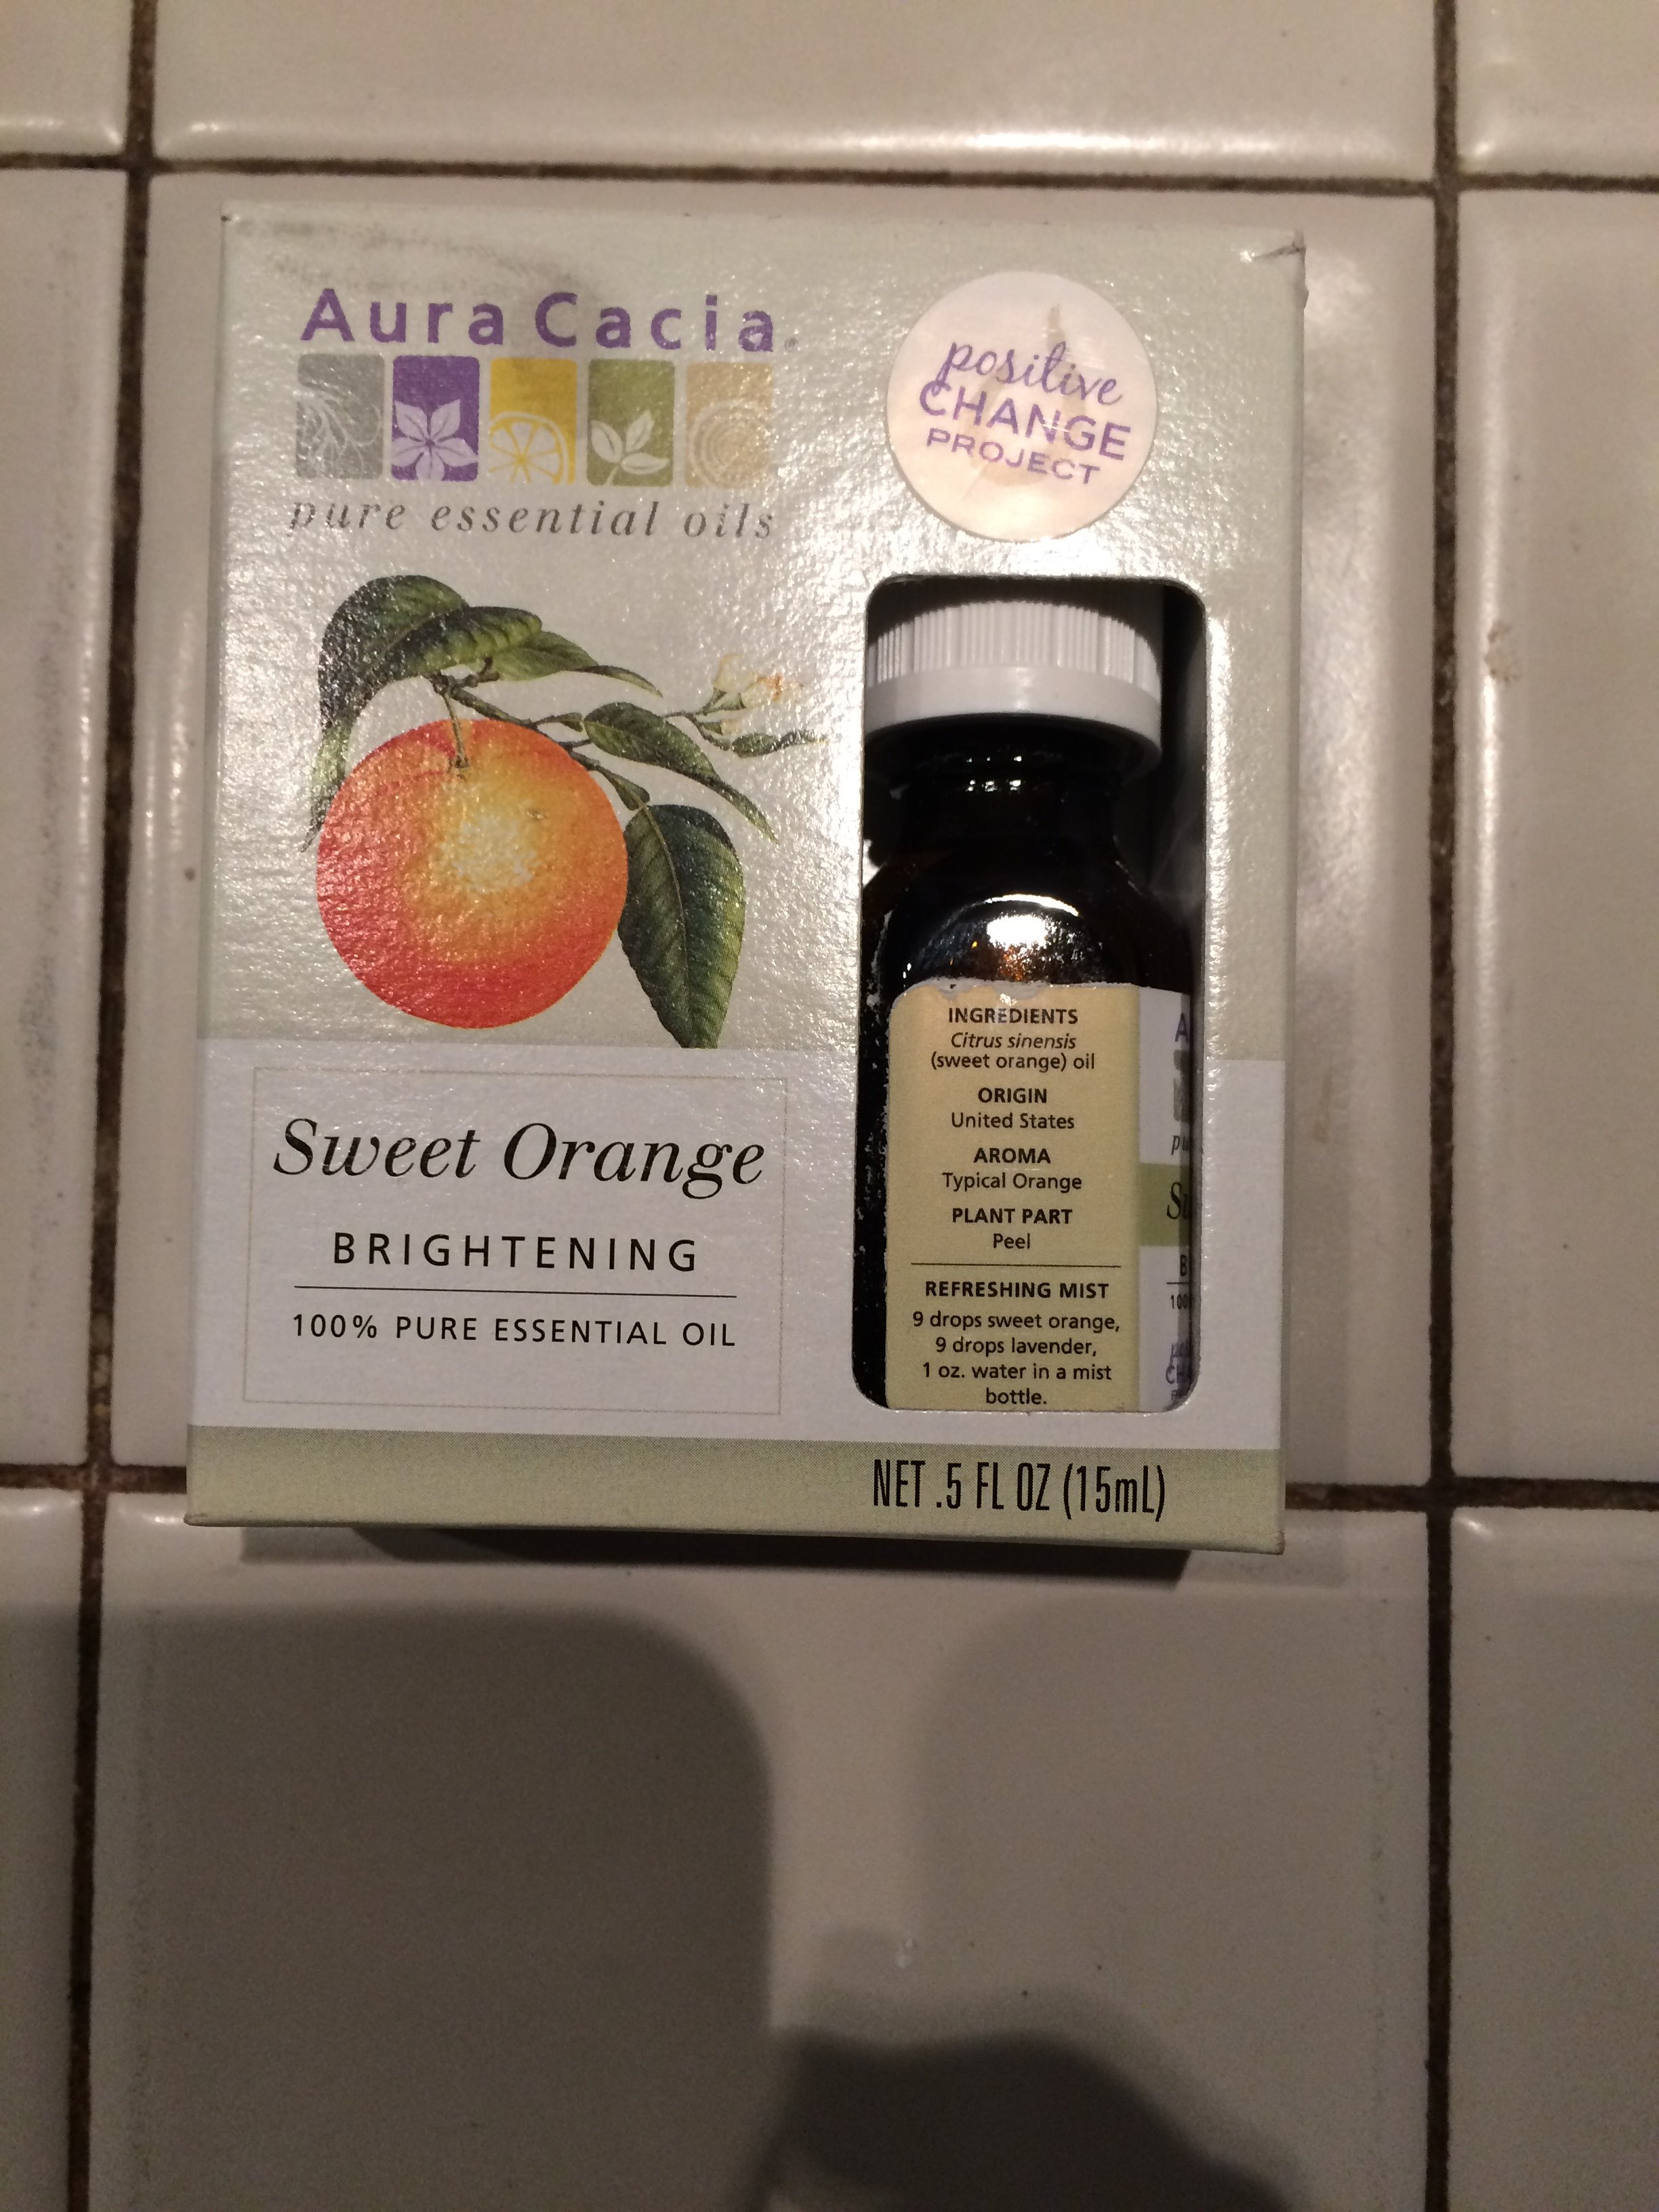 Aura Cacia
pure essential oils
positive
CHANGE
PROJECT
Sweet Orange
BRIGHTENING
100% PURE ESSENTIAL OIL
INGREDIENTS
Citrus sinensis
(sweet orange) oil
ORIGIN
United States
AROMA
Typical Orange
PLANT PART
Peel
REFRESHING MIST
9 drops sweet orange,
9 drops lavender,
1 oz. water in a mist
bottle.
NET .5 FL OZ (15mL)